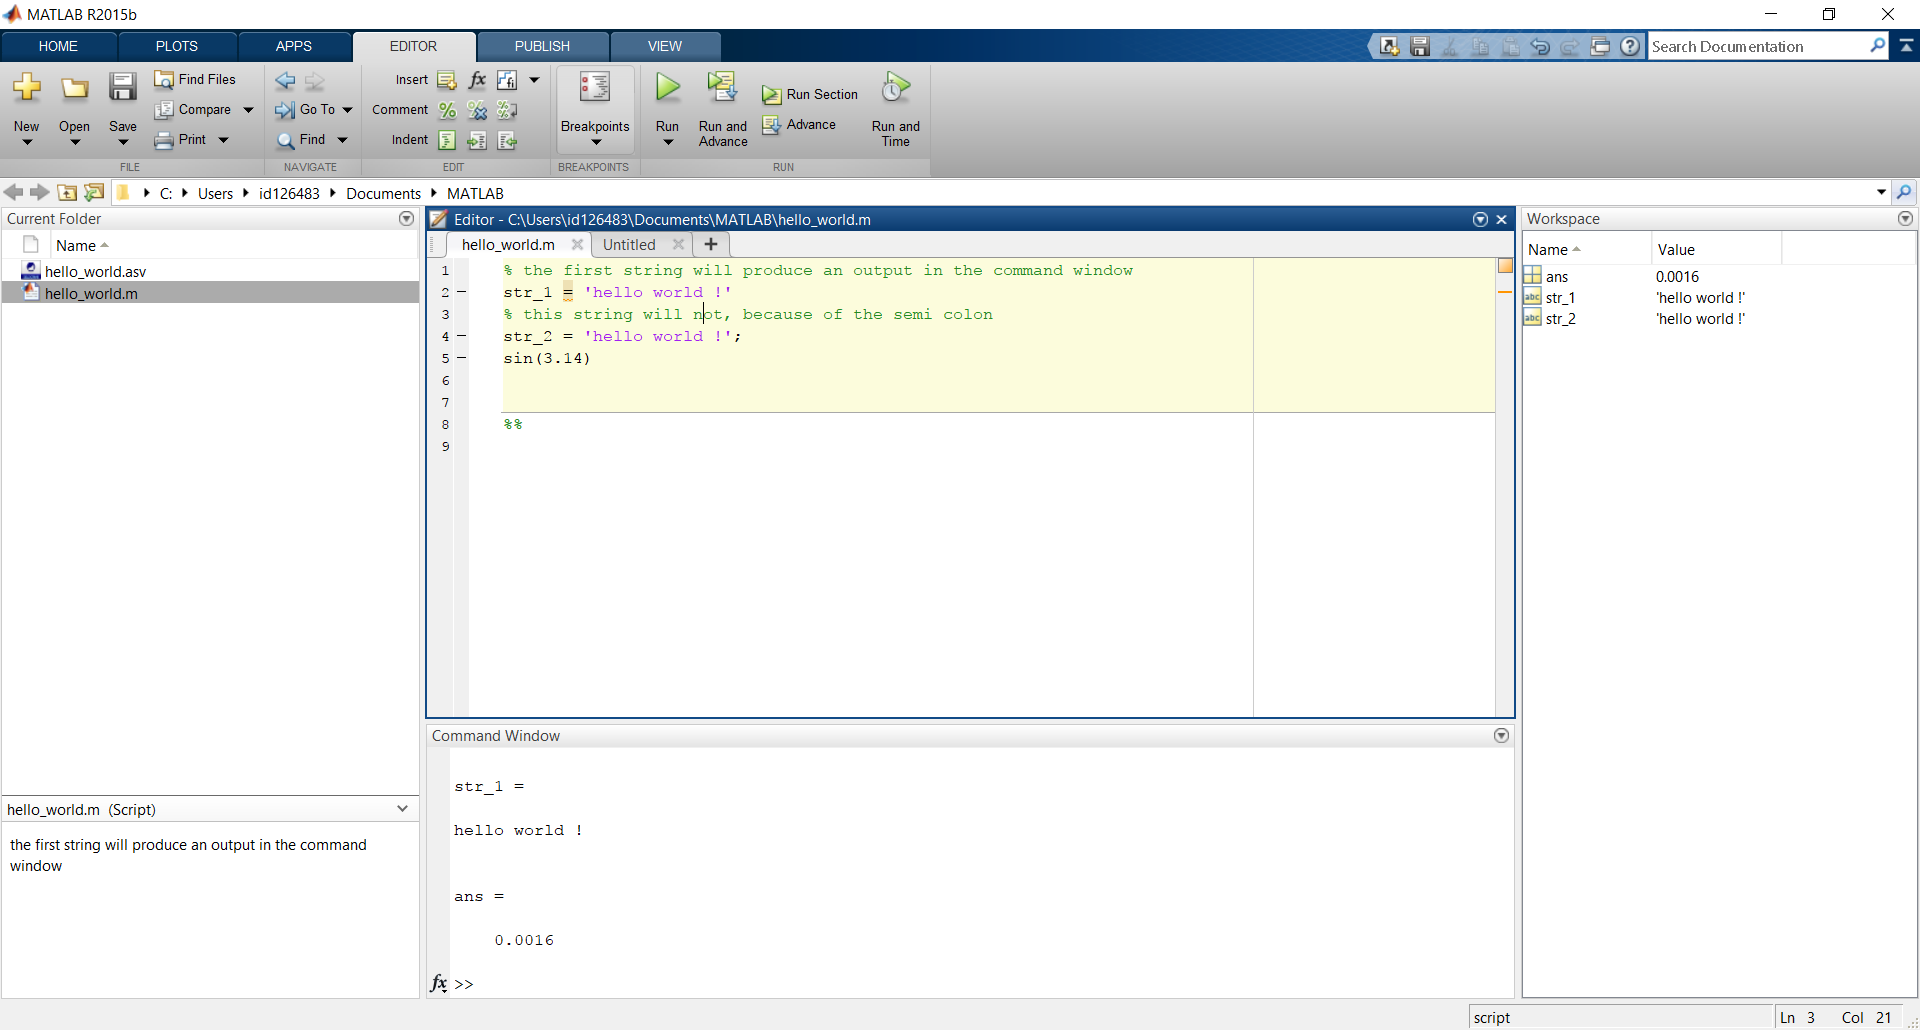 MATLAB R2015b
HOME PLOTS APPS EDITOR PUBLISH VIEW
Search Documentation
New
Open
Save
Find Files
Compare
Print
FILE
Go To
Find
NAVIGATE
Insert
Comment
Indent
EDIT
Breakpoints
BREAKPOINTS
Run
Run and
Advance
Run Section
Advance
Run and
Time
RUN
C: Users id126483 Documents MATLAB
Current Folder
Name
hello_world.asv
hello_world.m
hello_world.m (Script)
the first string will produce an output in the command
window
Editor - C:\Users\id126483\Documents\MATLAB\hello_world.m
hello_world.m Untitled
1 % the first string will produce an output in the command window
2 – str_1 = 'hello world !'
3 % this string will not, because of the semi colon
4 – str_2 = 'hello world !';
5 – sin(3.14)
6
7
8 %%
9
Command Window
str_1 =
hello world !
ans =
0.0016
fx >>
Workspace
Name Value
ans 0.0016
str_1 'hello world !'
str_2 'hello world !'
script Ln 3 Col 21